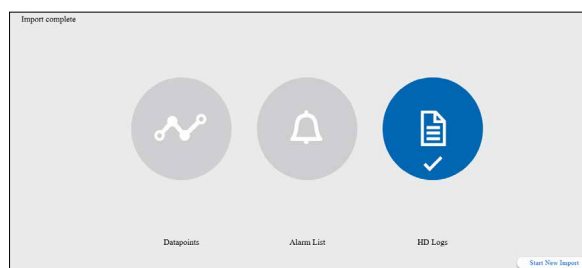 Import complete
Datapoints
Alarm List
HD Logs
Start New Import